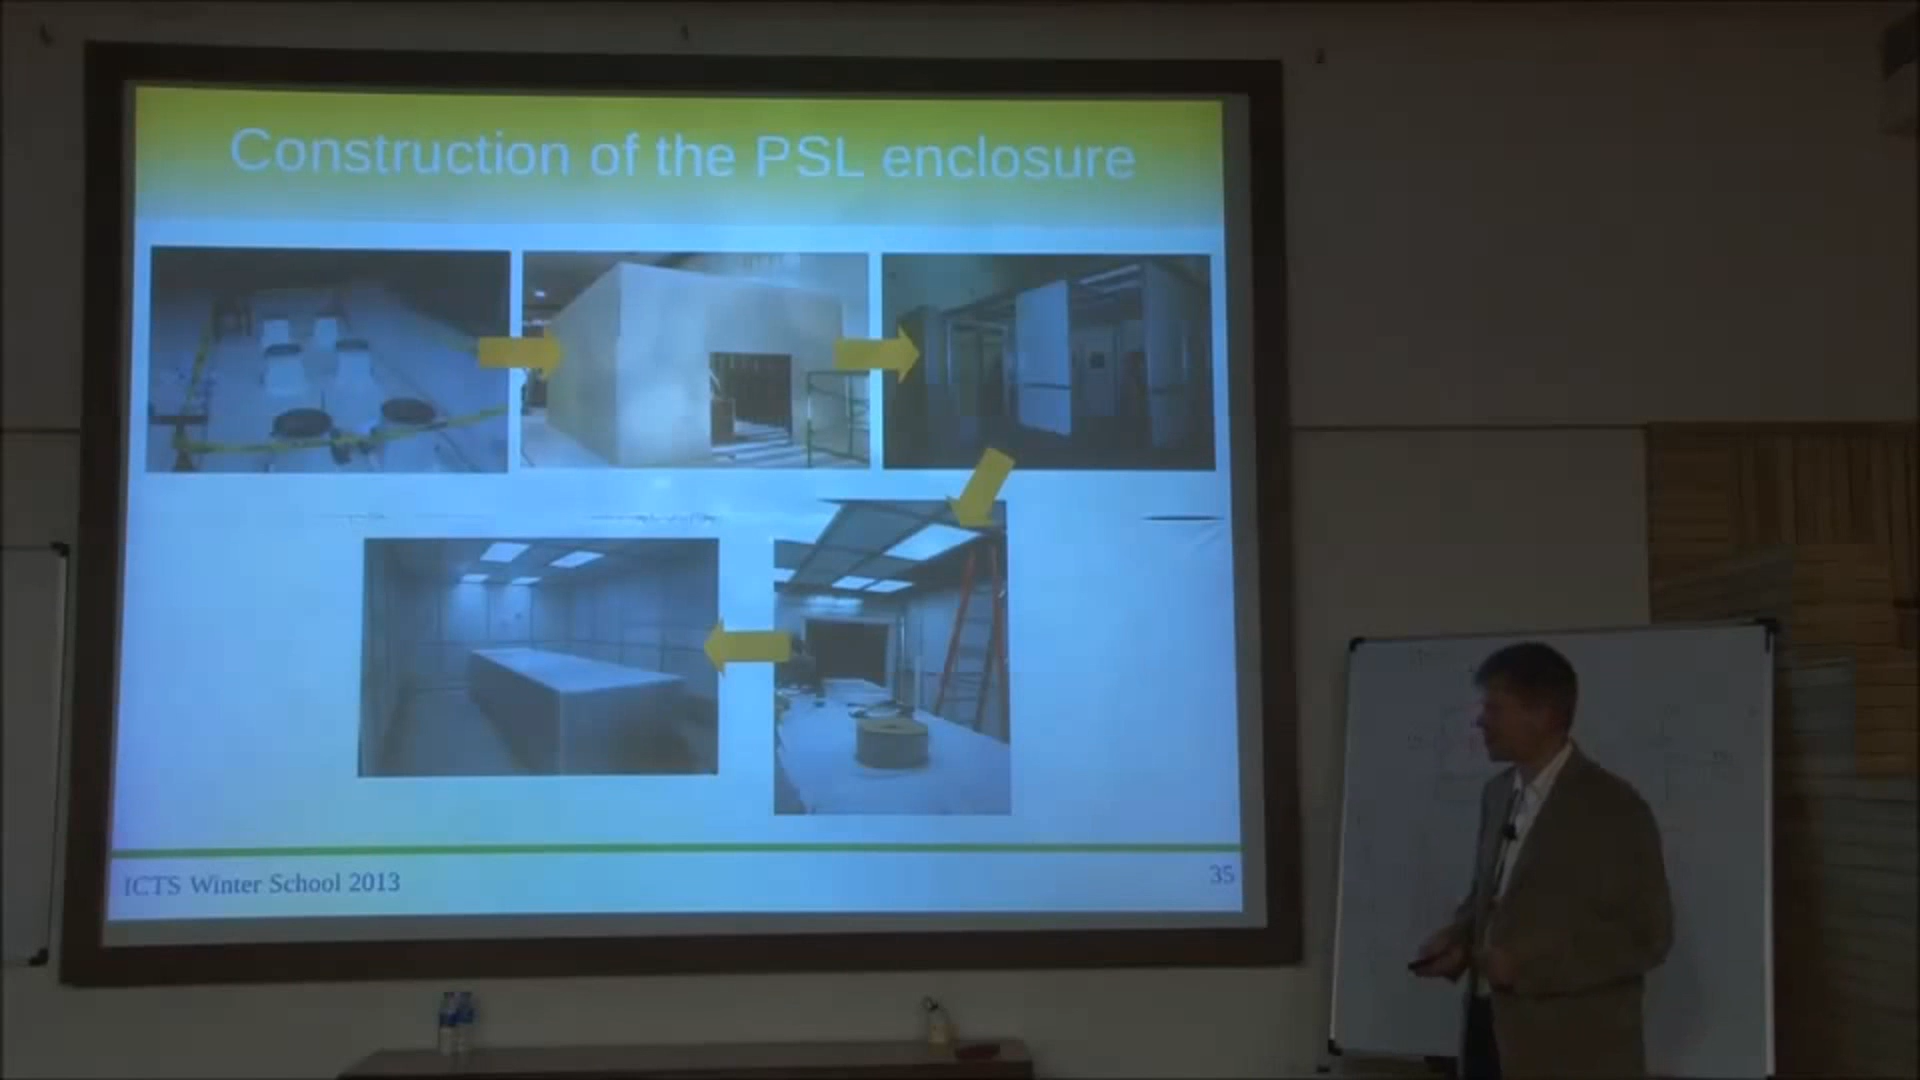 Construction of the PSL enclosure
ICTS Winter School 2013
35